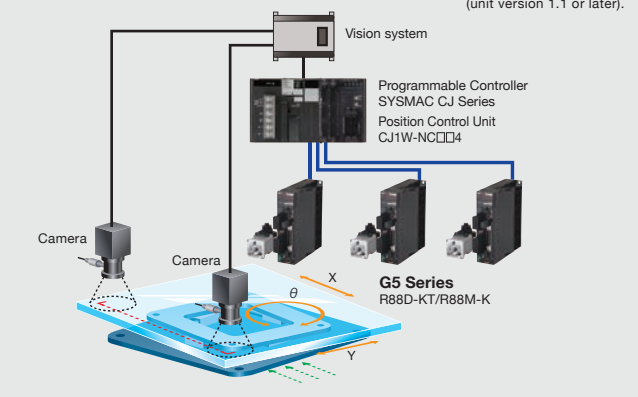 (unit version 1.1 or later).
Vision system
Programmable Controller
SYSMAC CJ Series
Position Control Unit
CJ1W-NC□□4
Camera
Camera
X
θ
G5 Series
R88D-KT/R88M-K
Y